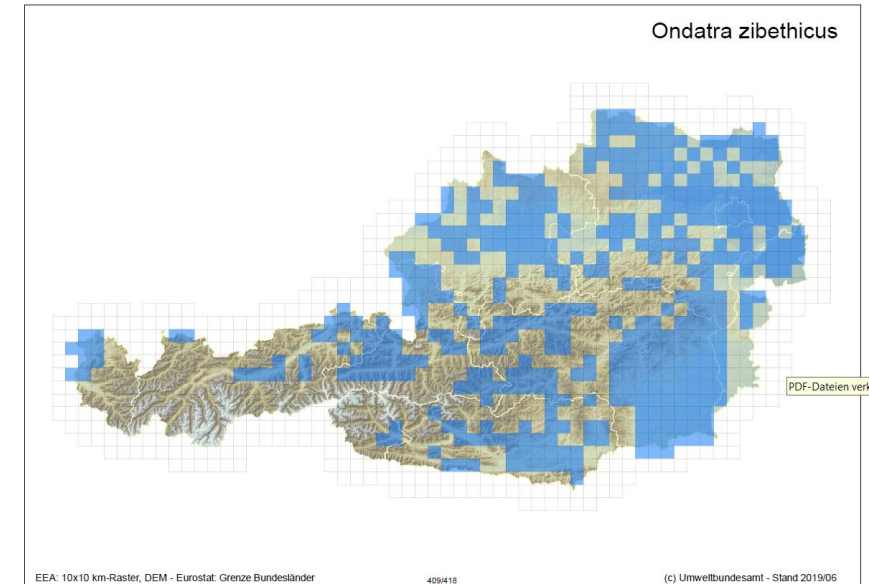 Ondatra zibethicus
PDF-Dateien verk
EEA: 10x10 km-Raster, DEM - Eurostat: Grenze Bundesländer
409/418
(c) Umweltbundesamt - Stand 2019/06